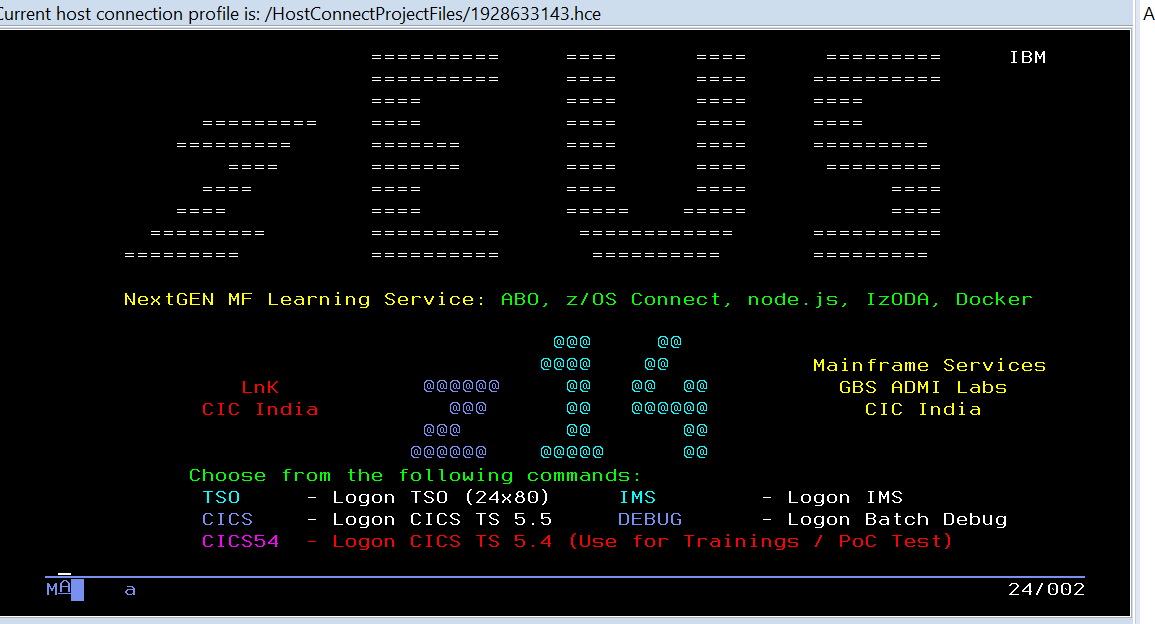 Current host connection profile is: /HostConnectProjectFiles/1928633143.hce
A
IBM
ZEUS
NextGEN MF Learning Service: ABO, z/OS Connect, node.js, IzODA, Docker
z14
LnK
CIC India
Mainframe Services
GBS ADMI Labs
CIC India
Choose from the following commands:
TSO - Logon TSO (24x80) IMS - Logon IMS
CICS - Logon CICS TS 5.5 DEBUG - Logon Batch Debug
CICS54 - Logon CICS TS 5.4 (Use for Trainings / PoC Test)
MA a 24/002